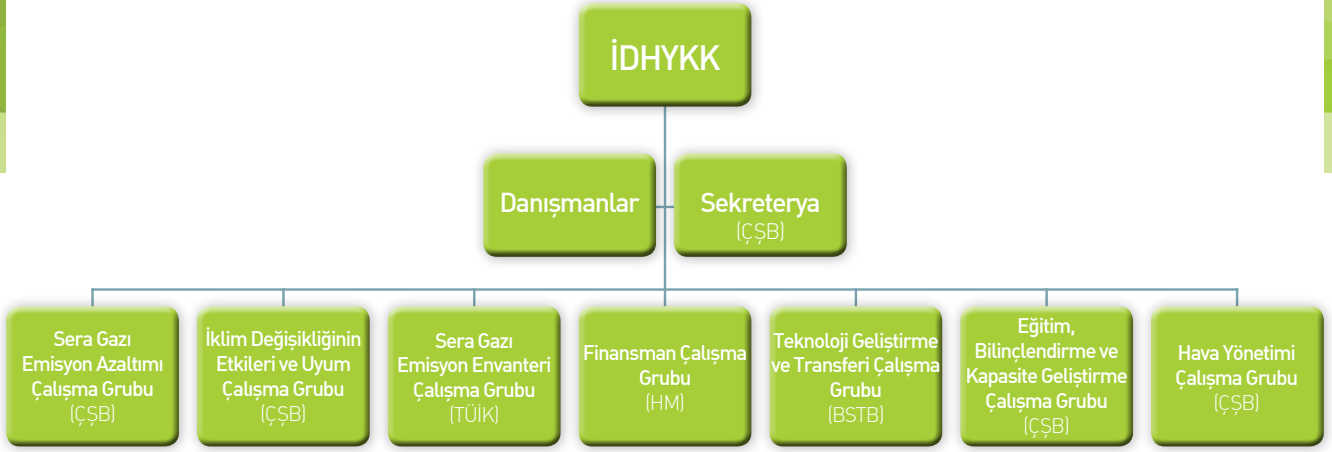 İDHYKK
Danışmanlar
Sekreterya
(ÇŞB)
Sera Gazı
Emisyon Azaltımı
Çalışma Grubu
(ÇŞB)
İklim Değişikliğinin
Etkileri ve Uyum
Çalışma Grubu
(ÇŞB)
Sera Gazı
Emisyon Envanteri
Çalışma Grubu
(TÜİK)
Finansman Çalışma
Grubu
(HM)
Teknoloji Geliştirme
ve Transferi Çalışma
Grubu
(BSTB)
Eğitim,
Bilinçlendirme ve
Kapasite Geliştirme
Çalışma Grubu
(ÇŞB)
Hava Yönetimi
Çalışma Grubu
(ÇŞB)